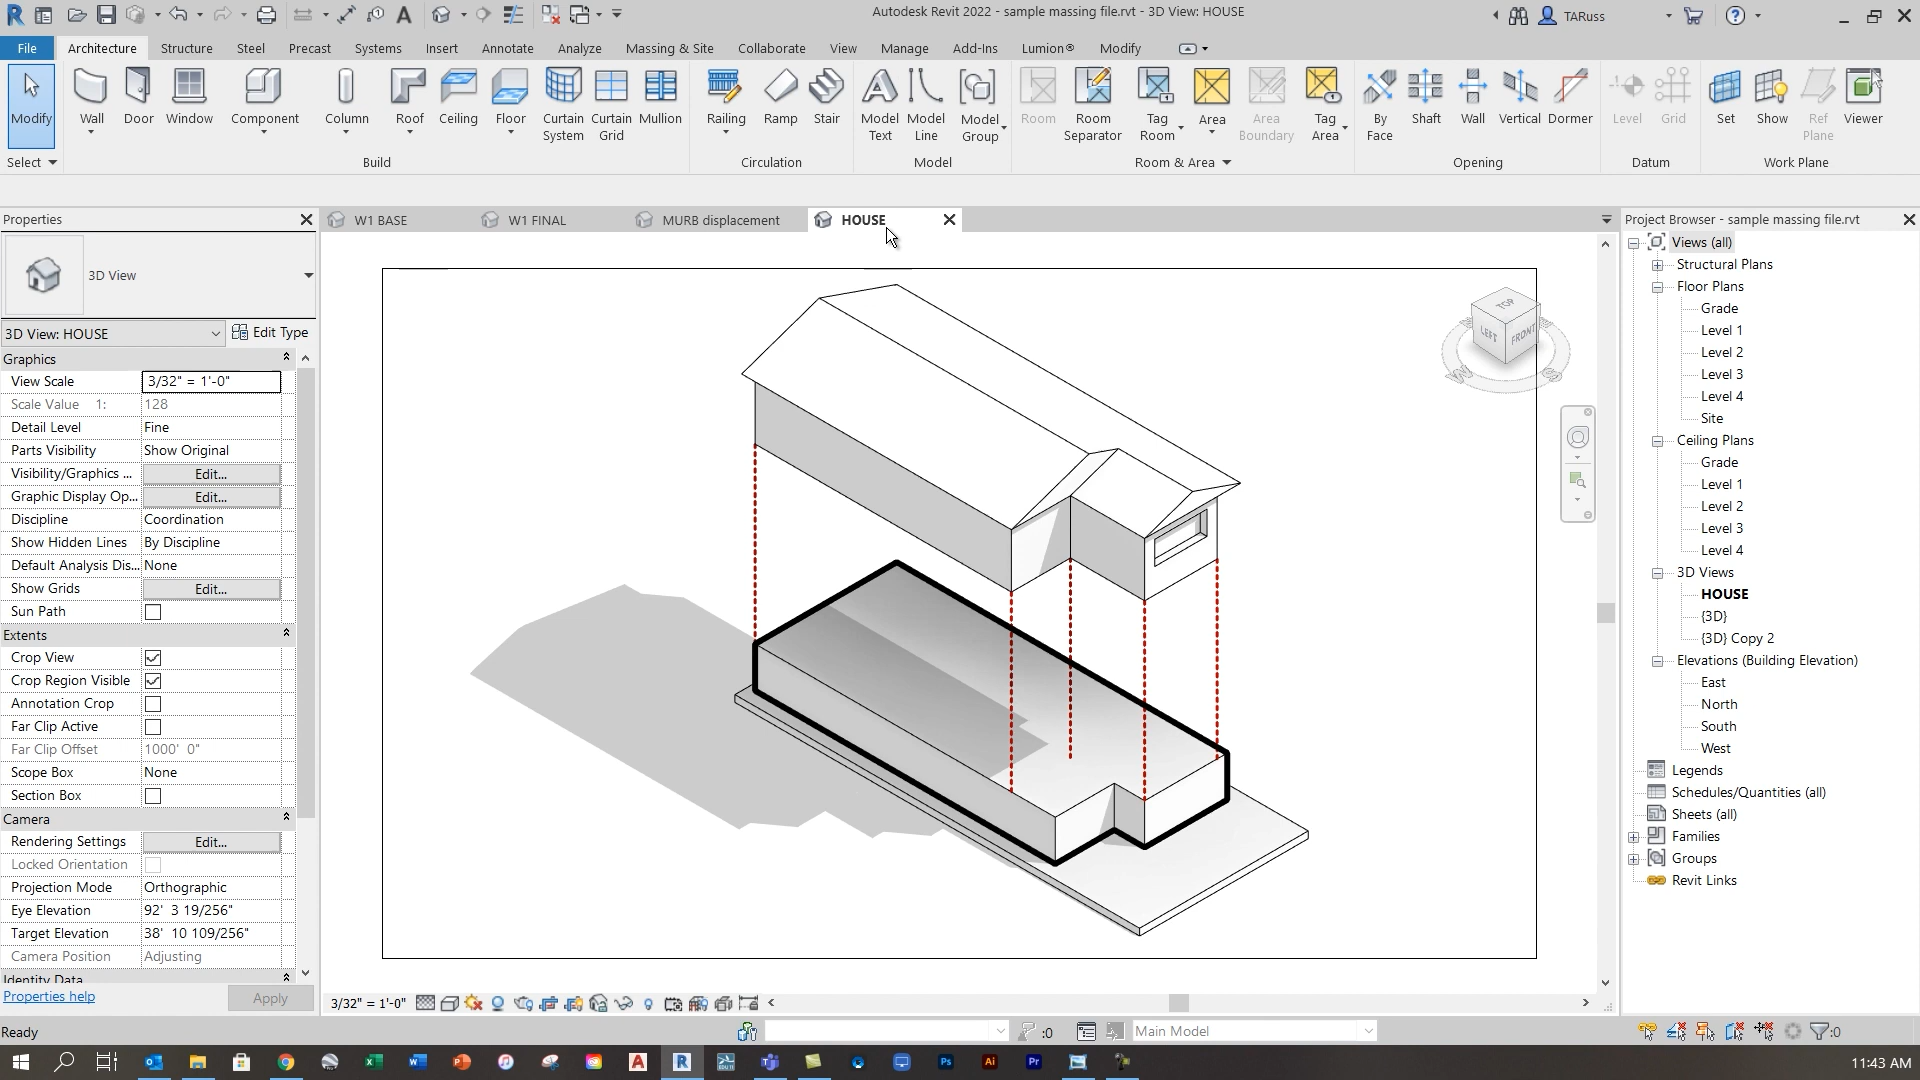 Autodesk Revit 2022 - sample massing file.rvt - 3D View: HOUSE
TARuss
File Architecture Structure Steel Precast Systems Insert Annotate Analyze Massing & Site Collaborate View Manage Add-Ins Lumion® Modify
Modify Wall Door Window Component Column Roof Ceiling Floor Curtain System Curtain Grid Mullion Railing Ramp Stair Model Text Model Line Model Group Room Room Separator Tag Room Area Area Boundary Tag Area By Face Shaft Wall Vertical Dormer Level Grid Set Show Ref Plane Viewer
Select Build Circulation Model Room & Area Opening Datum Work Plane
Properties
W1 BASE W1 FINAL MURB displacement HOUSE
3D View
3D View: HOUSE Edit Type
Graphics
View Scale 3/32" = 1'-0"
Scale Value 1: 128
Detail Level Fine
Parts Visibility Show Original
Visibility/Graphics ... Edit...
Graphic Display Op... Edit...
Discipline Coordination
Show Hidden Lines By Discipline
Default Analysis Dis... None
Show Grids Edit...
Sun Path
Extents
Crop View
Crop Region Visible
Annotation Crop
Far Clip Active
Far Clip Offset 1000' 0"
Scope Box None
Section Box
Camera
Rendering Settings Edit...
Locked Orientation
Projection Mode Orthographic
Eye Elevation 92' 3 19/256"
Target Elevation 38' 10 109/256"
Camera Position Adjusting
Identity Data
Properties help Apply
TOP
LEFT FRONT
W S
3/32" = 1'-0"
Project Browser - sample massing file.rvt
Views (all)
Structural Plans
Floor Plans
Grade
Level 1
Level 2
Level 3
Level 4
Site
Ceiling Plans
Grade
Level 1
Level 2
Level 3
Level 4
3D Views
HOUSE
{3D}
{3D} Copy 2
Elevations (Building Elevation)
East
North
South
West
Legends
Schedules/Quantities (all)
Sheets (all)
Families
Groups
Revit Links
Ready :0 Main Model :0
11:43 AM